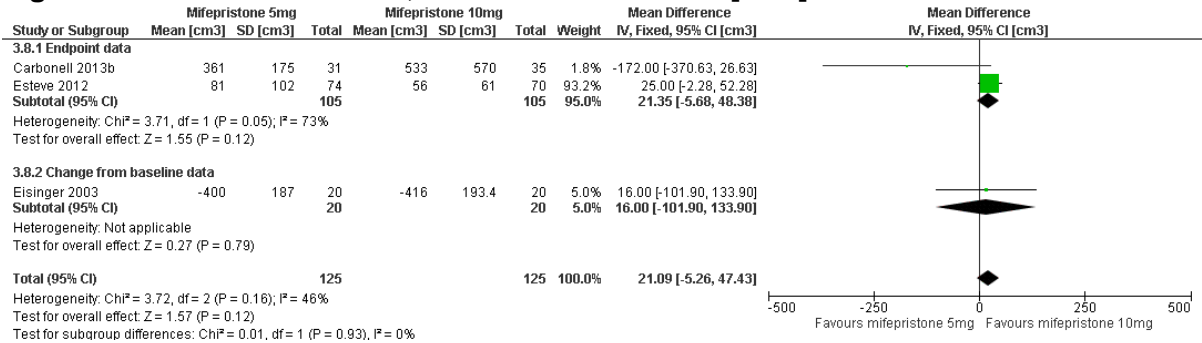 Mifepristone 5mg Mifepristone 10mg Mean Difference Mean Difference
Study or Subgroup Mean [cm3] SD [cm3] Total Mean [cm3] SD [cm3] Total Weight IV, Fixed, 95% CI [cm3] IV, Fixed, 95% CI [cm3]
3.8.1 Endpoint data
Carbonell 2013b 361 175 31 533 570 35 1.8% -172.00 [-370.63, 26.63]
Esteve 2012 81 102 74 56 61 70 93.2% 25.00 [-2.28, 52.28]
Subtotal (95% CI) 105 105 95.0% 21.35 [-5.68, 48.38]
Heterogeneity: Chi² = 3.71, df = 1 (P = 0.05); I² = 73%
Test for overall effect: Z = 1.55 (P = 0.12)
3.8.2 Change from baseline data
Eisinger 2003 -400 187 20 -416 193.4 20 5.0% 16.00 [-101.90, 133.90]
Subtotal (95% CI) 20 20 5.0% 16.00 [-101.90, 133.90]
Heterogeneity: Not applicable
Test for overall effect: Z = 0.27 (P = 0.79)
Total (95% CI) 125 125 100.0% 21.09 [-5.26, 47.43]
Heterogeneity: Chi² = 3.72, df = 2 (P = 0.16); I² = 46%
Test for overall effect: Z = 1.57 (P = 0.12)
Test for subgroup differences: Chi² = 0.01, df = 1 (P = 0.93), I² = 0%
-500 -250 0 250 500
Favours mifepristone 5mg Favours mifepristone 10mg